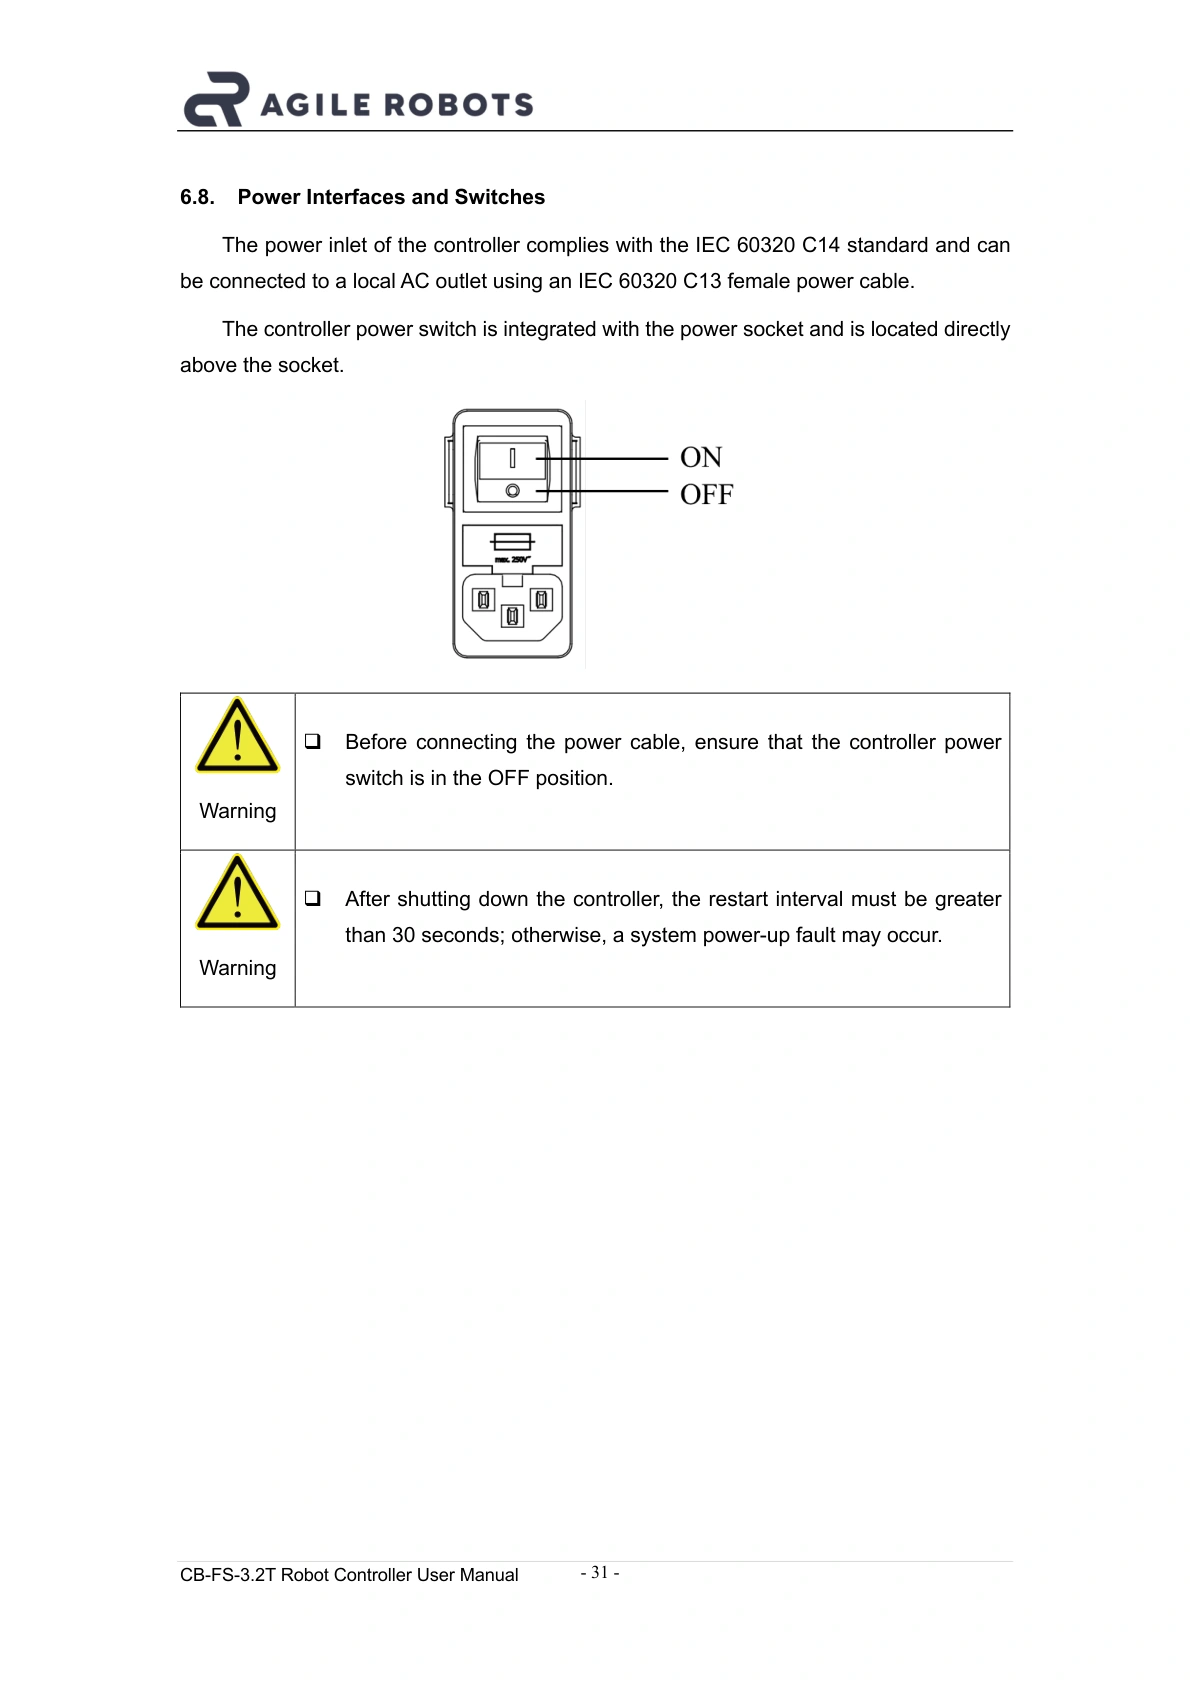 AGILE ROBOTS
6.8. Power Interfaces and Switches
The power inlet of the controller complies with the IEC 60320 C14 standard and can
be connected to a local AC outlet using an IEC 60320 C13 female power cable.
The controller power switch is integrated with the power socket and is located directly
above the socket.
ON
OFF
max. 250V~
Before connecting the power cable, ensure that the controller power
switch is in the OFF position.
Warning
After shutting down the controller, the restart interval must be greater
than 30 seconds; otherwise, a system power-up fault may occur.
Warning
CB-FS-3.2T Robot Controller User Manual - 31 -